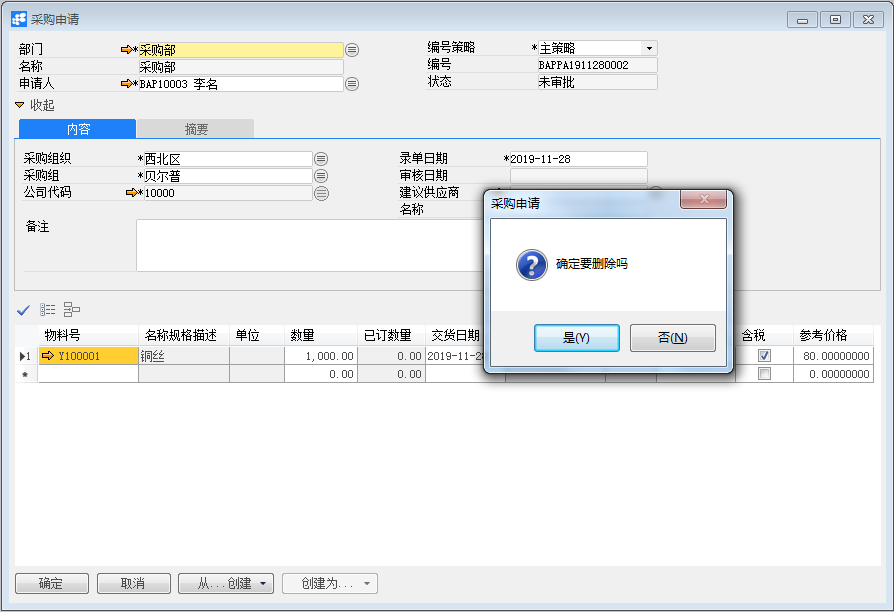 采购申请
部门 *采购部 编号策略 *主策略
名称 采购部 编号 BAPPA1911280002
申请人 *BAP10003 李名 状态 未审批
收起
内容 摘要
采购组织 *西北区 录单日期 *2019-11-28
采购组 *贝尔普 审核日期
公司代码 *10000 建议供应商
名称
备注
采购申请
确定要删除吗
是(Y) 否(N)
物料号 名称规格描述 单位 数量 已订数量 交货日期 含税 参考价格
1 Y100001 铜丝 1,000.00 0.00 2019-11-28 80.00000000
* 0.00 0.00 0.00000000
确定 取消 从...创建 创建为...